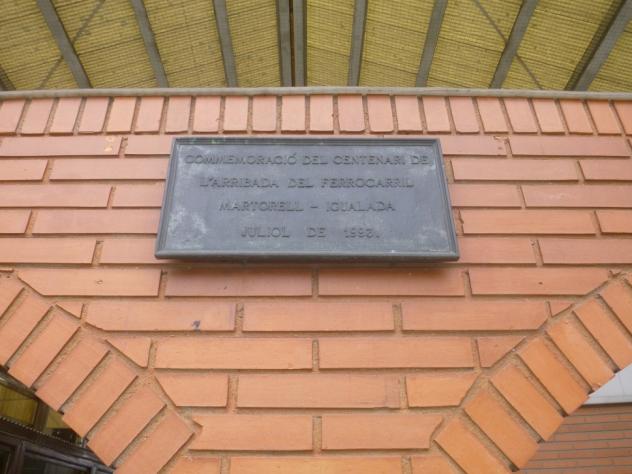 COMMEMORACIÓ DEL CENTENARI DE
L'ARRIBADA DEL FERROCARRIL
MARTORELL - IGUALADA
JULIOL DE 1993.